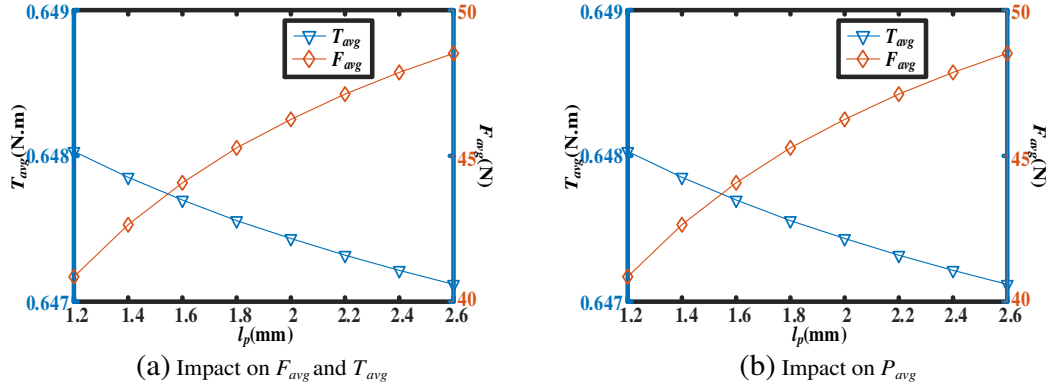 0.649
0.648
0.647
T_avg(N.m)
T_avg
F_avg
50
45
40
F_avg(N)
1.2 1.4 1.6 1.8 2 2.2 2.4 2.6
l_p(mm)
(a) Impact on F_avg and T_avg
0.649
0.648
0.647
T_avg(N.m)
T_avg
F_avg
50
45
40
F_avg(N)
1.2 1.4 1.6 1.8 2 2.2 2.4 2.6
l_p(mm)
(b) Impact on P_avg